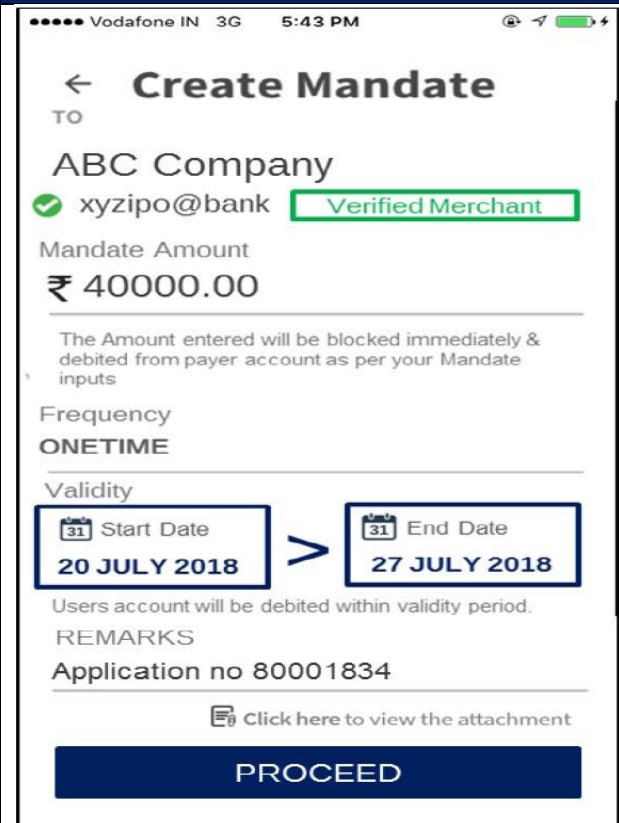 Vodafone IN 3G 5:43 PM
← Create Mandate
TO
ABC Company
xyzipo@bank Verified Merchant
Mandate Amount
₹ 40000.00
The Amount entered will be blocked immediately &
debited from payer account as per your Mandate
inputs
Frequency
ONETIME
Validity
31 Start Date > 31 End Date
20 JULY 2018 27 JULY 2018
Users account will be debited within validity period.
REMARKS
Application no 80001834
Click here to view the attachment
PROCEED